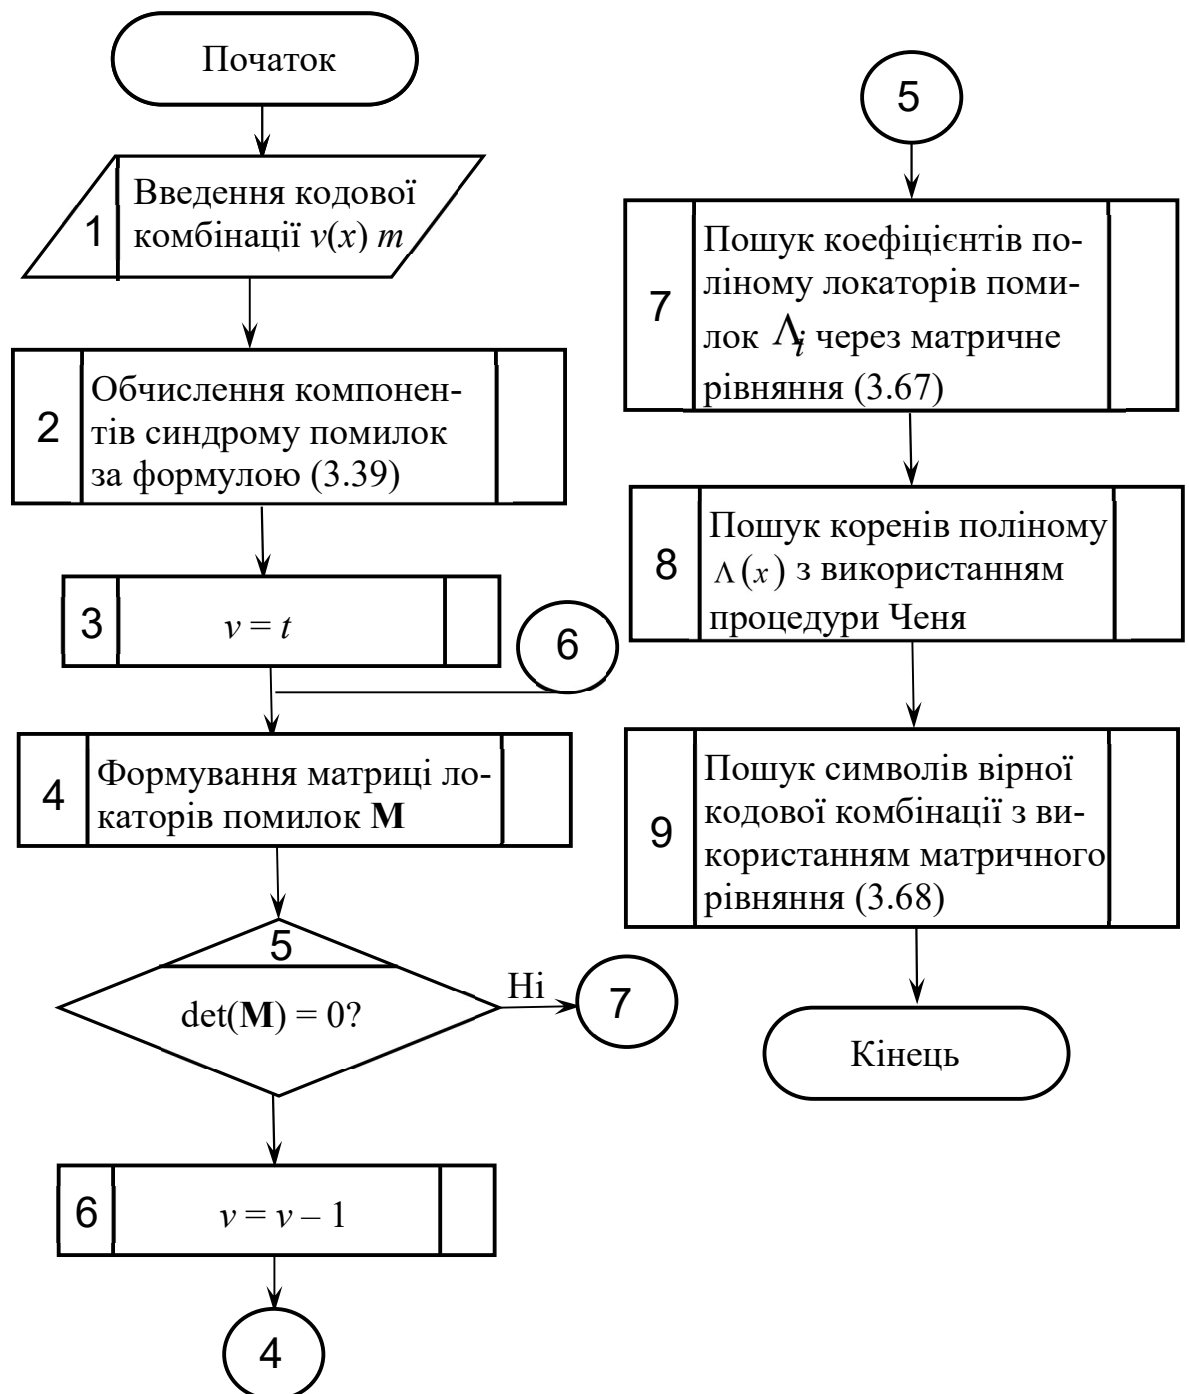 Початок
1
Введення кодової
комбінації v(x) m
2
Обчислення компонен-
тів синдрому помилок
за формулою (3.39)
3
v = t
6
4
Формування матриці ло-
каторів помилок M
5
det(M) = 0?
Ні
7
6
v = v – 1
4
5
7
Пошук коефіцієнтів по-
ліному локаторів поми-
лок Λi через матричне
рівняння (3.67)
8
Пошук коренів поліному
Λ(x) з використанням
процедури Ченя
9
Пошук символів вірної
кодової комбінації з ви-
користанням матричного
рівняння (3.68)
Кінець